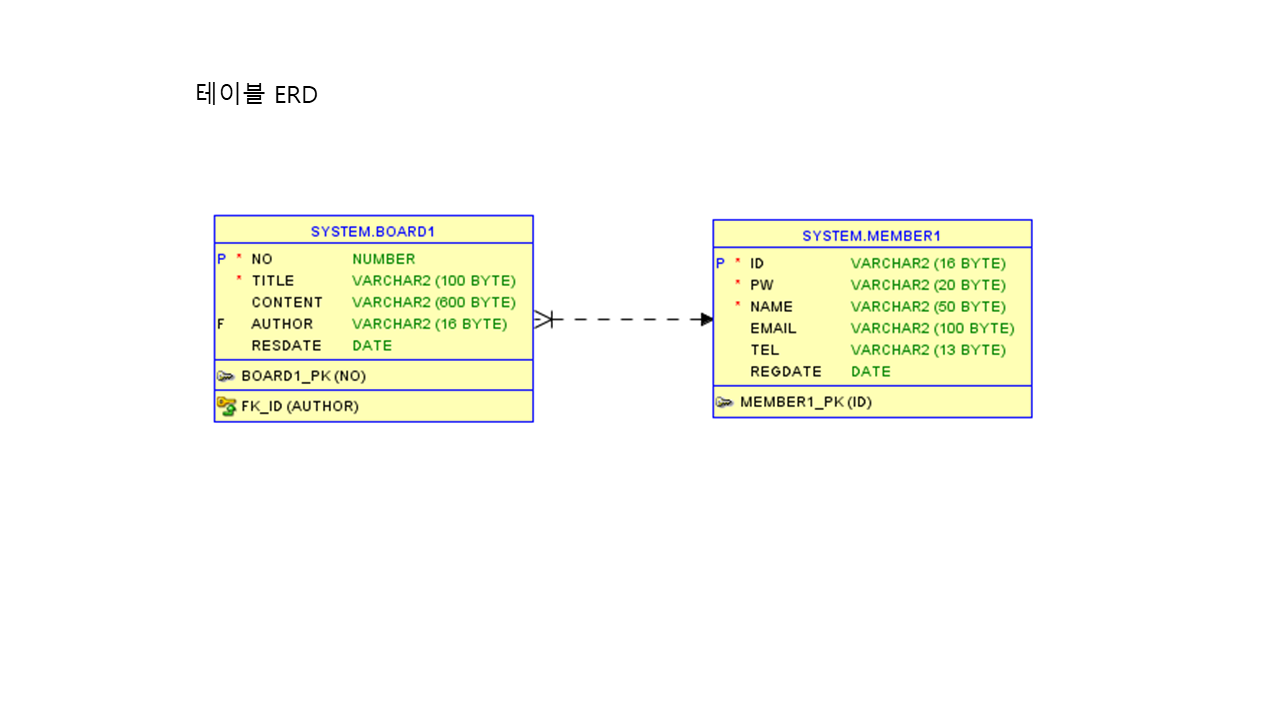 테이블 ERD
SYSTEM.BOARD1
P * NO NUMBER
* TITLE VARCHAR2 (100 BYTE)
CONTENT VARCHAR2 (600 BYTE)
F AUTHOR VARCHAR2 (16 BYTE)
RESDATE DATE
BOARD1_PK (NO)
FK_ID (AUTHOR)
SYSTEM.MEMBER1
P * ID VARCHAR2 (16 BYTE)
* PW VARCHAR2 (20 BYTE)
* NAME VARCHAR2 (50 BYTE)
EMAIL VARCHAR2 (100 BYTE)
TEL VARCHAR2 (13 BYTE)
REGDATE DATE
MEMBER1_PK (ID)